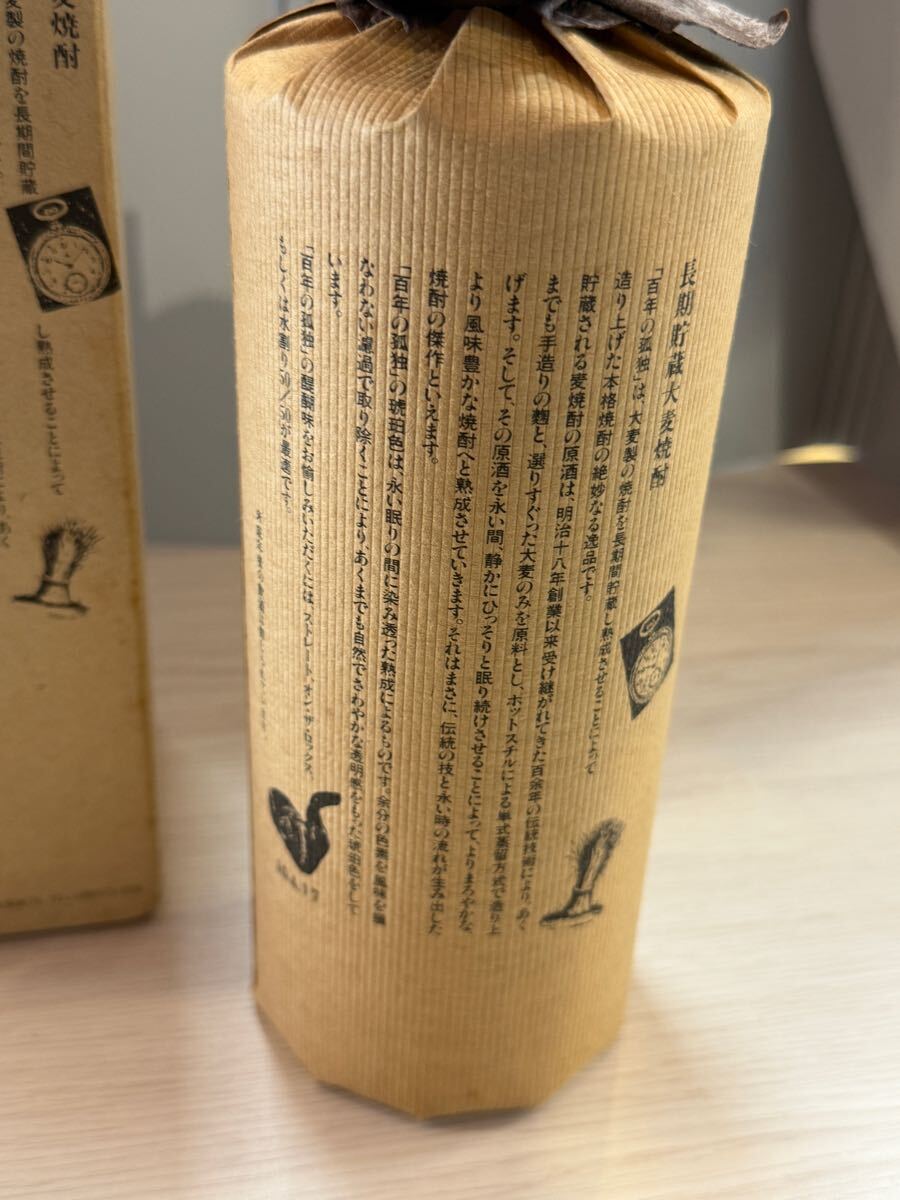 長期貯蔵大麦焼酎
「百年の孤独」は、大麦製の焼酎を長期間貯蔵し熟成させることによって
造り上げた本格焼酎の絶妙なる逸品です。
貯蔵される麦焼酎の原酒は、明治十八年創業以来受け継がれてきた百余年の伝統技術により、あく
までも手造りの麹と、選りすぐった大麦のみを原料とし、ホットスチルによる単式蒸留方式で造り上
げます。そして、その原酒を永い間、静かにひっそりと眠り続けさせることによって、よりまろやかな、
より風味豊かな焼酎へと熟成させていきます。それはまさに、伝統の技と永い時の流れが生み出した、
焼酎の傑作といえます。
「百年の孤独」の琥珀色は、永い眠りの間に染み透った熟成によるものです。余分の色素を風味を損
なわない濾過で取り除くことにより、あくまでも自然でさわやかな透明感をもった琥珀色をして
います。
「百年の孤独」の醍醐味をお愉しみいただくには、ストレート、オン・ザ・ロックス、
もしくは水割り50/50が最適です。
麦焼酎
麦製の焼酎を長期間貯蔵
し熟成させることによって